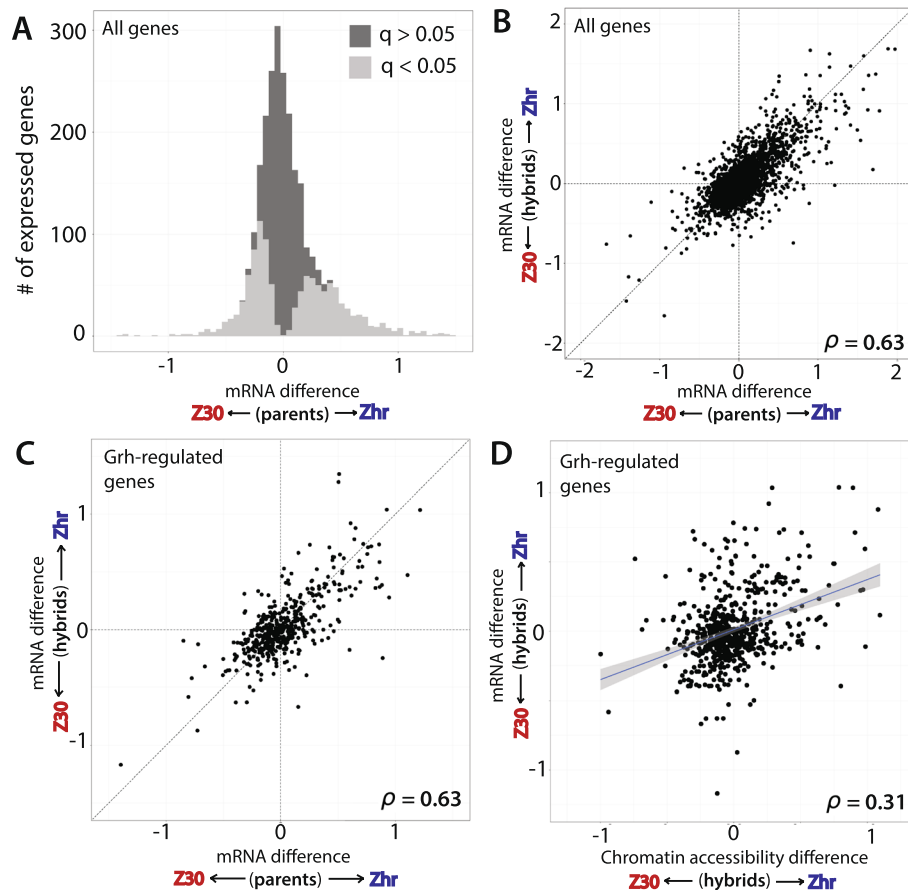 A
All genes
q > 0.05
q < 0.05
# of expressed genes
300
200
100
0
-1
0
1
mRNA difference
Z30 ← (parents) → Zhr
B
All genes
mRNA difference
Z30 ← (hybrids) → Zhr
2
1
0
-1
-2
ρ = 0.63
-2
-1
0
1
2
mRNA difference
Z30 ← (parents) → Zhr
C
Grh-regulated
genes
mRNA difference
Z30 ← (hybrids) → Zhr
1
0
-1
ρ = 0.63
-1
0
1
mRNA difference
Z30 ← (parents) → Zhr
D
Grh-regulated
genes
mRNA difference
Z30 ← (hybrids) → Zhr
1
0
-1
ρ = 0.31
-1
0
1
Chromatin accessibility difference
Z30 ← (hybrids) → Zhr